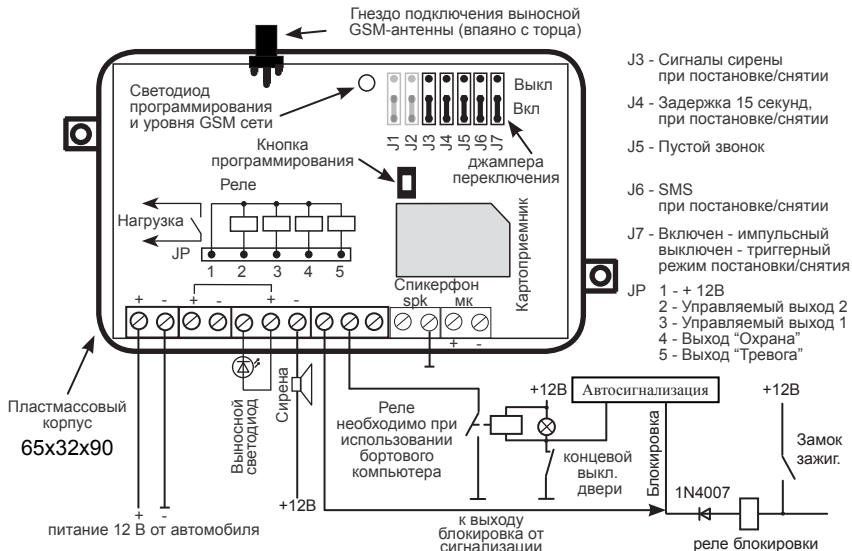 Гнездо подключения выносной
GSM-антенны (впаяно с торца)
Светодиод
программирования
и уровня GSM сети
Выкл
Вкл
J1
J2
J3
J4
J5
J6
J7
Кнопка
программирования
джампера
переключения
Реле
Нагрузка
JP
1
2
3
4
5
Картоприемник
Спикерфон
spk
мк
+
-
+
+
-
+
-
J3 - Сигналы сирены
при постановке/снятии
J4 - Задержка 15 секунд,
при постановке/снятии
J5 - Пустой звонок
J6 - SMS
при постановке/снятии
J7 - Включен - импульсный
выключен - триггерный
режим постановки/снятия
JP 1 - + 12В
2 - Управляемый выход 2
3 - Управляемый выход 1
4 - Выход "Охрана"
5 - Выход "Тревога"
Пластмассовый
корпус
65x32x90
Выносной
светодиод
Сирена
+12В
Реле
необходимо при
использовании
бортового
компьютера
+12В
Автосигнализация
+12В
концевой
выкл.
двери
Блокировка
Замок
зажиг.
1N4007
+
-
питание 12 В от автомобиля
к выходу
блокировка от
сигнализации
реле блокировки